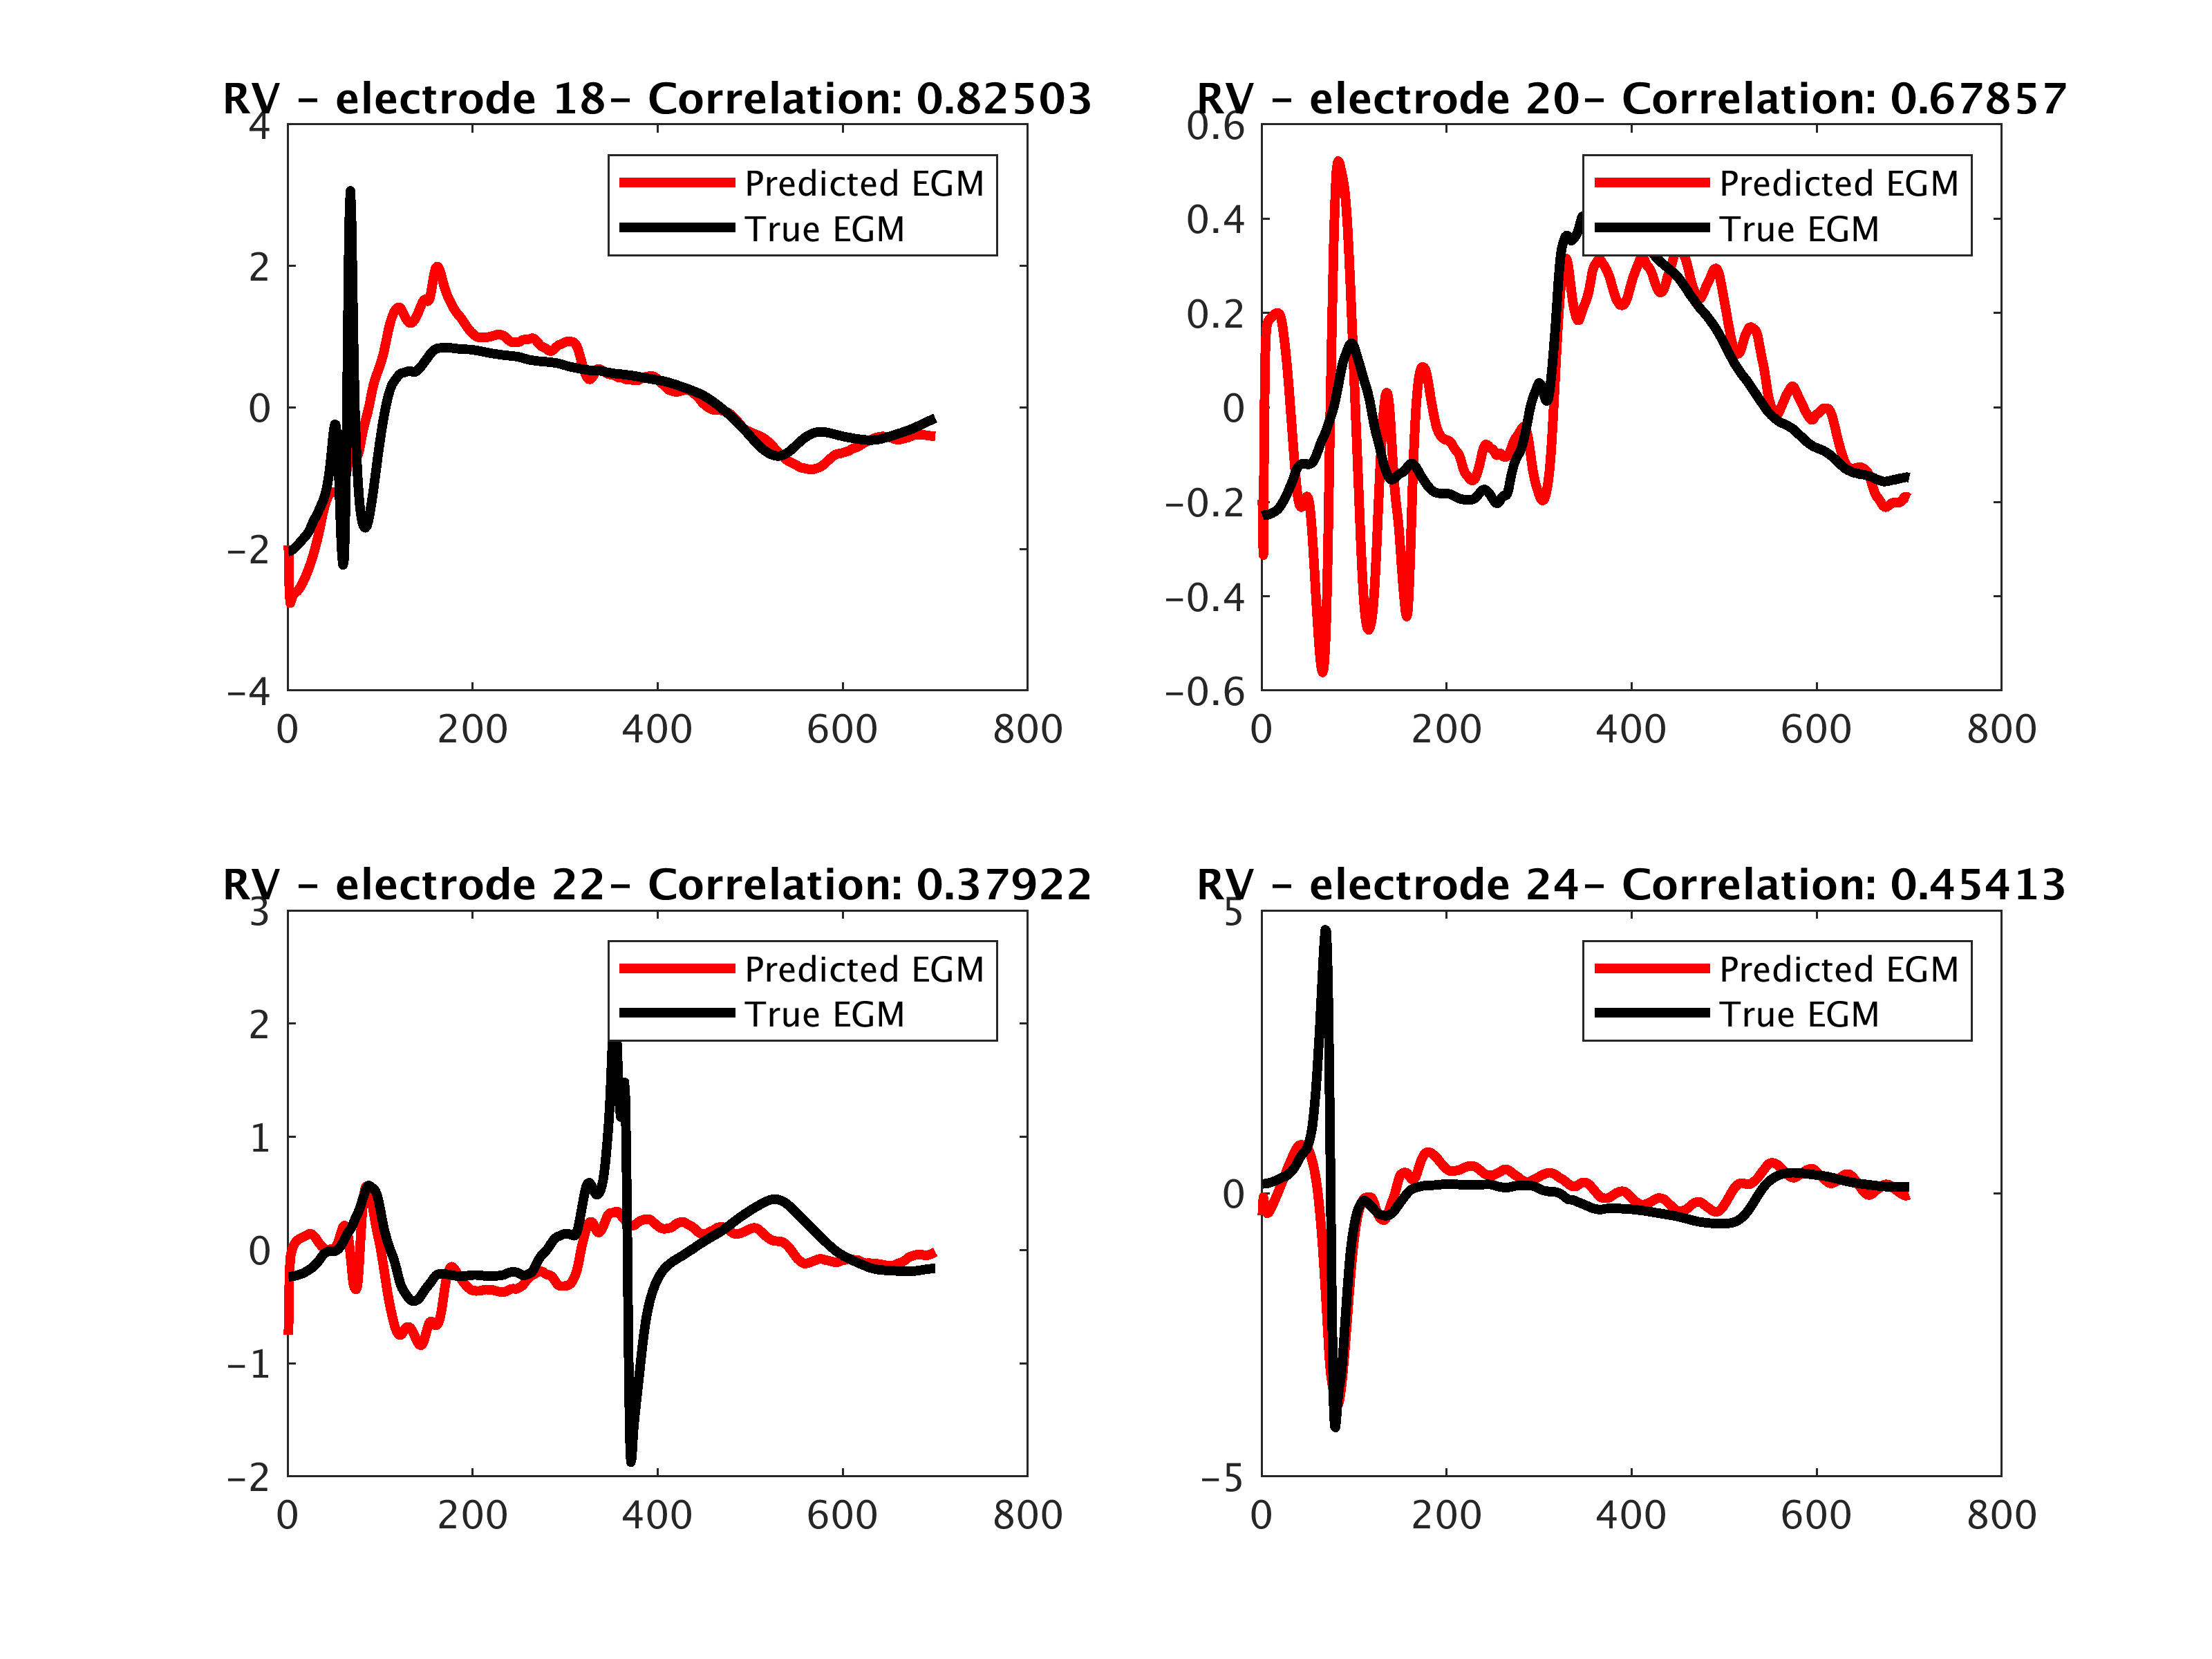 RV - electrode 18- Correlation: 0.82503
4
2
0
-2
-4
0 200 400 600 800
Predicted EGM
True EGM
RV - electrode 20- Correlation: 0.67857
0.6
0.4
0.2
0
-0.2
-0.4
-0.6
0 200 400 600 800
Predicted EGM
True EGM
RV - electrode 22- Correlation: 0.37922
3
2
1
0
-1
-2
0 200 400 600 800
Predicted EGM
True EGM
RV - electrode 24- Correlation: 0.45413
5
0
-5
0 200 400 600 800
Predicted EGM
True EGM